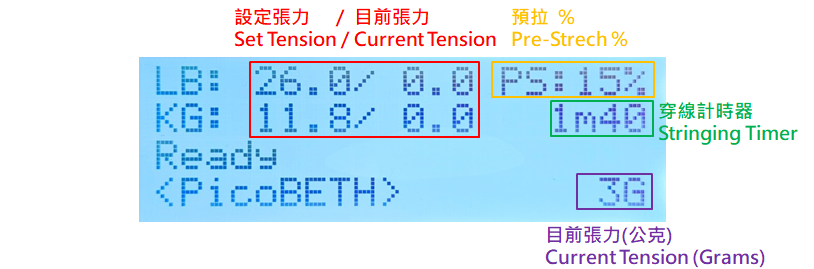 設定張力 / 目前張力
Set Tension / Current Tension
預拉 %
Pre-Strech %
LB: 26.0/ 0.0 PS:15%
KG: 11.8/ 0.0 1m40
穿線計時器
Stringing Timer
Ready
<PicoBETH> 3G
目前張力(公克)
Current Tension (Grams)